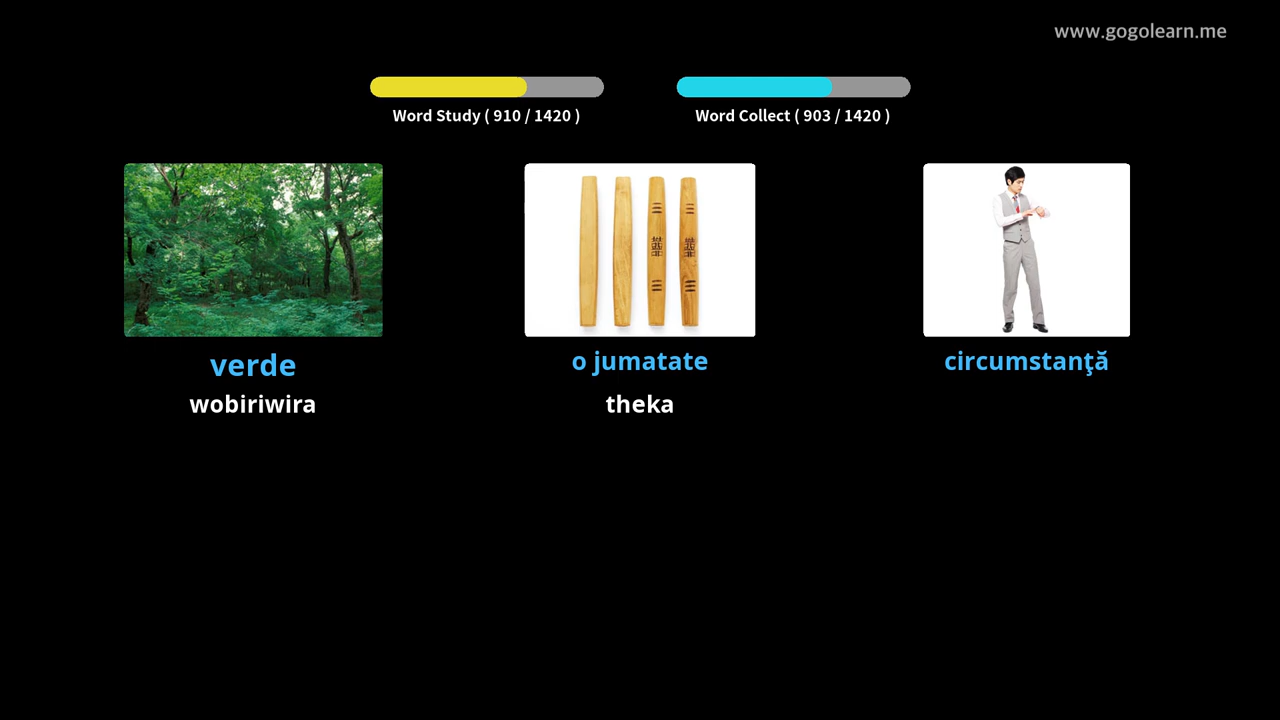 www.gogolearn.me
Word Study ( 910 / 1420 )
Word Collect ( 903 / 1420 )
verde
wobiriwira
o jumatate
theka
circumstanţă